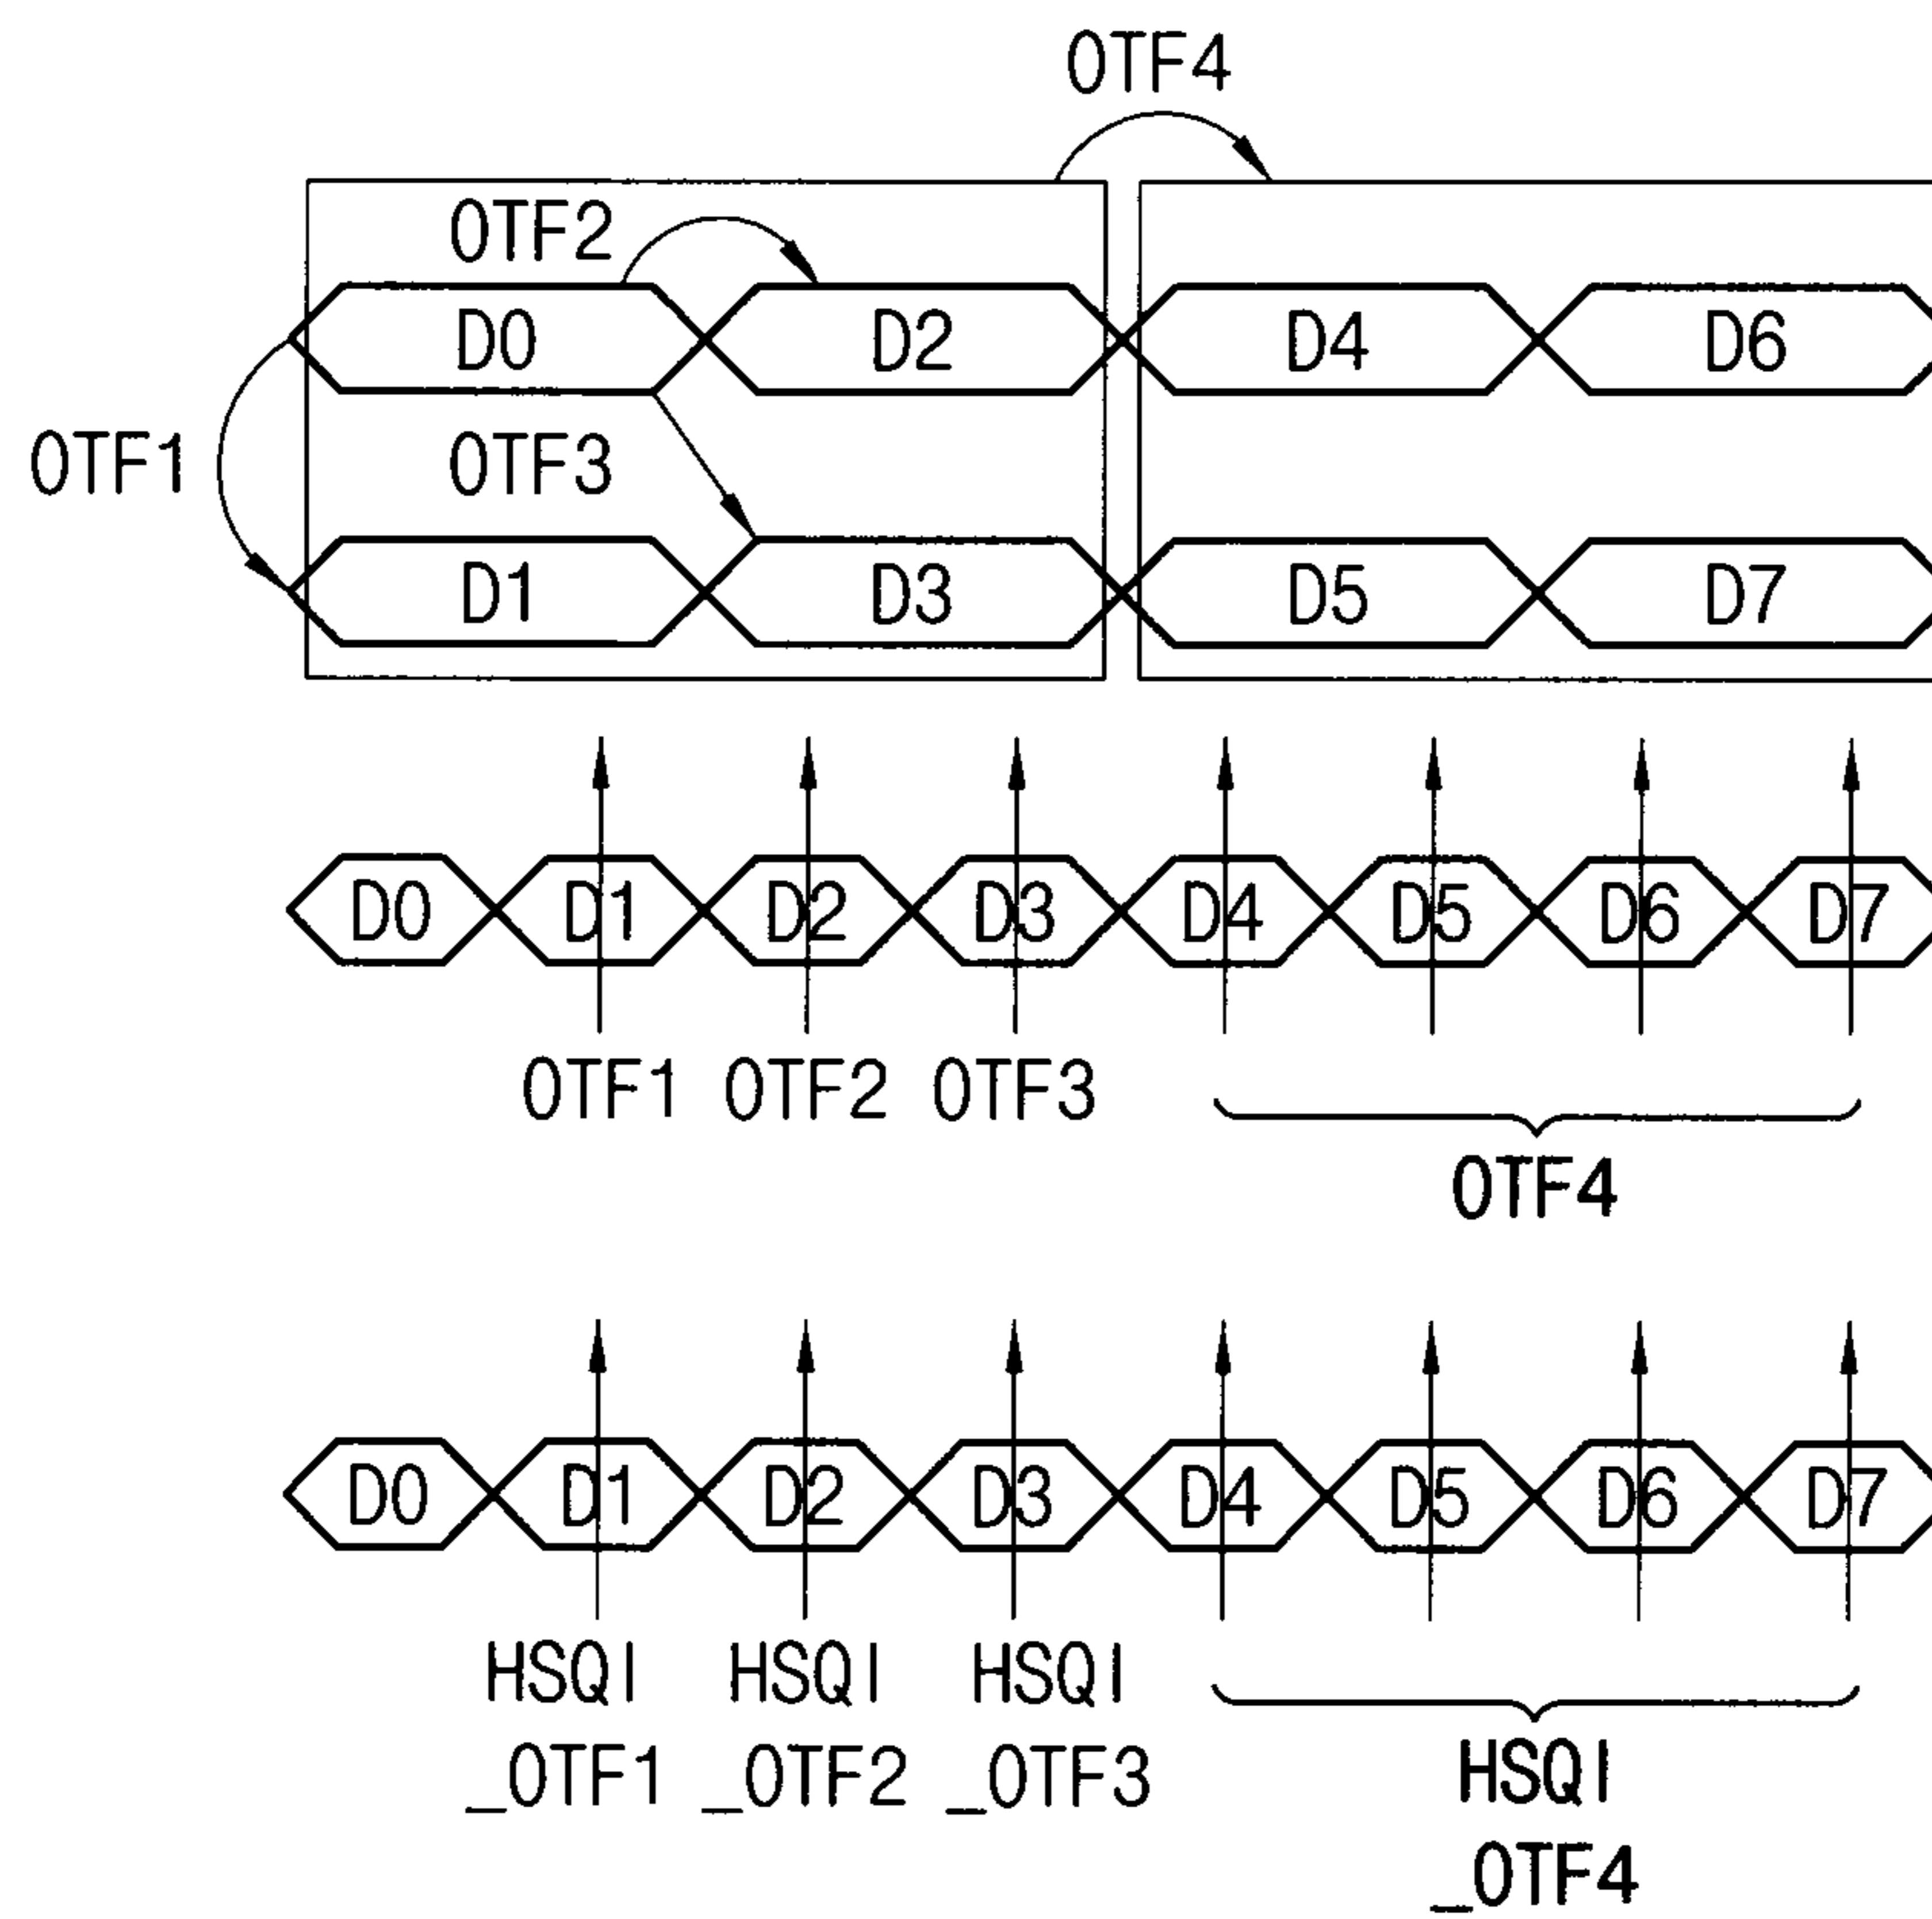 OTF4
OTF2
D0 D2 D4 D6
OTF1 OTF3
D1 D3 D5 D7
D0 D1 D2 D3 D4 D5 D6 D7
OTF1 OTF2 OTF3
OTF4
D0 D1 D2 D3 D4 D5 D6 D7
HSQI HSQI HSQI
_OTF1 _OTF2 _OTF3
HSQI
_OTF4